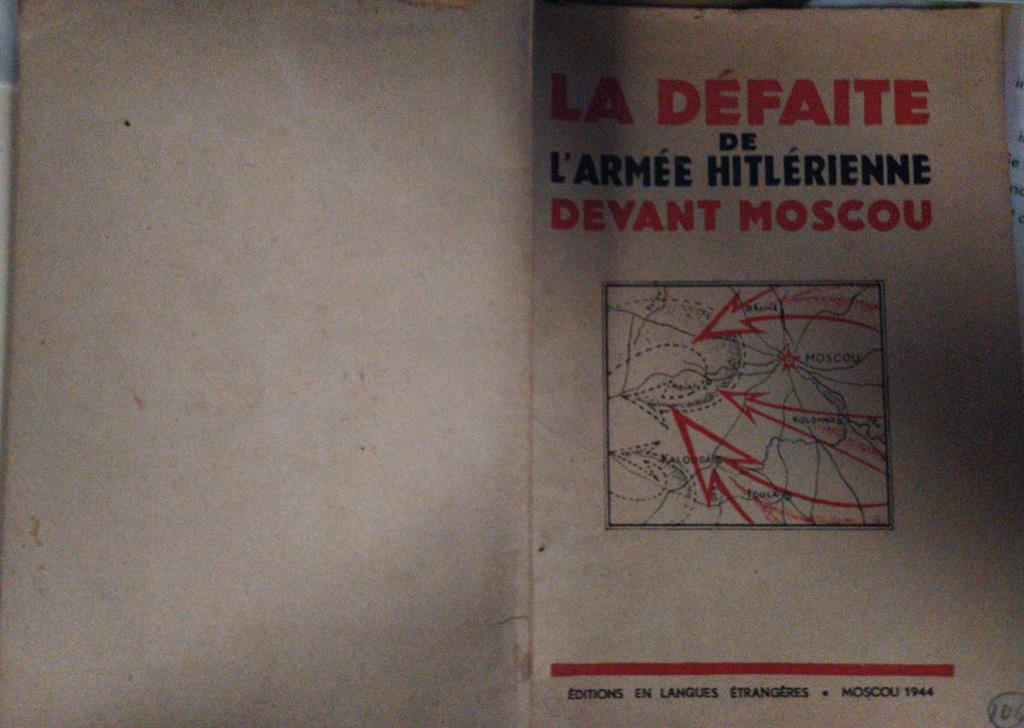 LA DÉFAITE
DE
L'ARMÉE HITLÉRIENNE
DEVANT MOSCOU
MOSCOU
KOLOMNA
KALOUGA
TOULA
ÉDITIONS EN LANGUES ÉTRANGÈRES • MOSCOU 1944